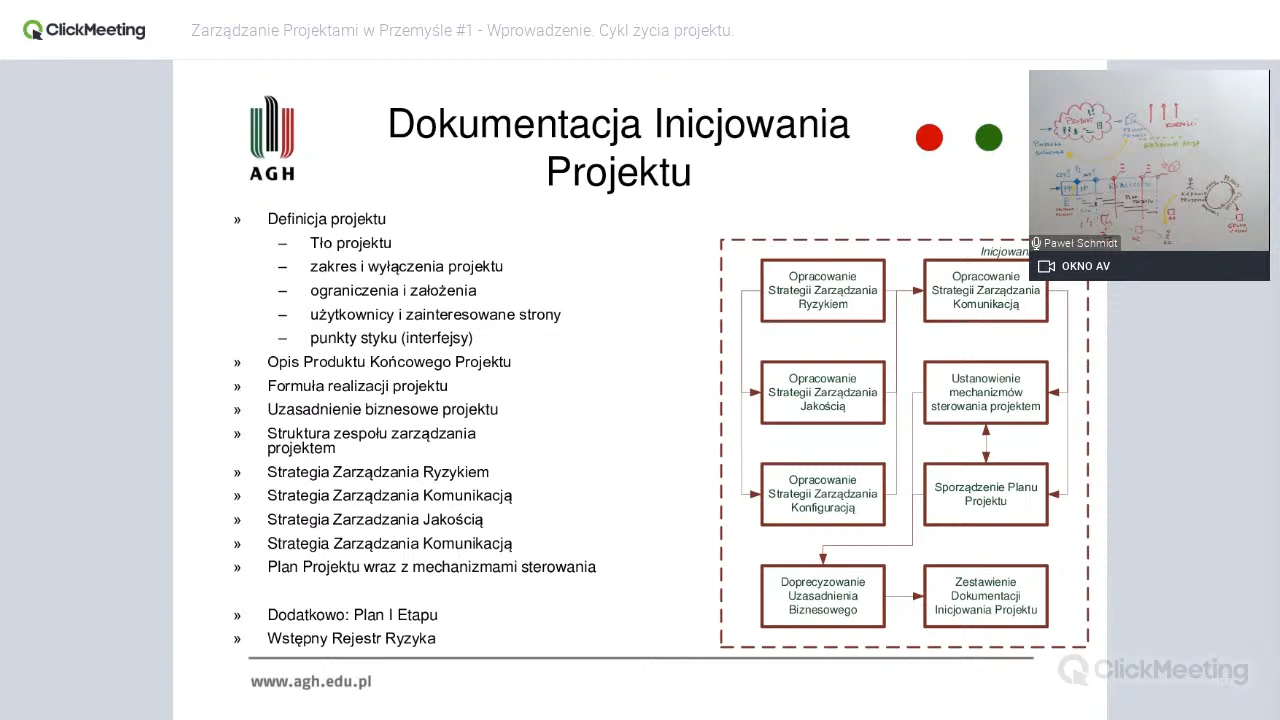 ClickMeeting
Zarządzanie Projektami w Przemyśle #1 - Wprowadzenie. Cykl życia projektu.
AGH
Dokumentacja Inicjowania
Projektu
» Definicja projektu
– Tło projektu
– zakres i wyłączenia projektu
– ograniczenia i założenia
– użytkownicy i zainteresowane strony
– punkty styku (interfejsy)
» Opis Produktu Końcowego Projektu
» Formuła realizacji projektu
» Uzasadnienie biznesowe projektu
» Struktura zespołu zarządzania
projektem
» Strategia Zarządzania Ryzykiem
» Strategia Zarządzania Komunikacją
» Strategia Zarzadzania Jakością
» Strategia Zarządzania Komunikacją
» Plan Projektu wraz z mechanizmami sterowania
» Dodatkowo: Plan I Etapu
» Wstępny Rejestr Ryzyka
Paweł Schmidt
OKNO AV
Opracowanie
Strategii Zarządzania
Ryzykiem
Opracowanie
Strategii Zarządzania
Komunikacją
Opracowanie
Strategii Zarządzania
Jakością
Ustanowienie
mechanizmów
sterowania projektem
Opracowanie
Strategii Zarządzania
Konfiguracją
Sporządzenie Planu
Projektu
Doprecyzowanie
Uzasadnienia
Biznesowego
Zestawienie
Dokumentacji
Inicjowania Projektu
www.agh.edu.pl
ClickMeeting